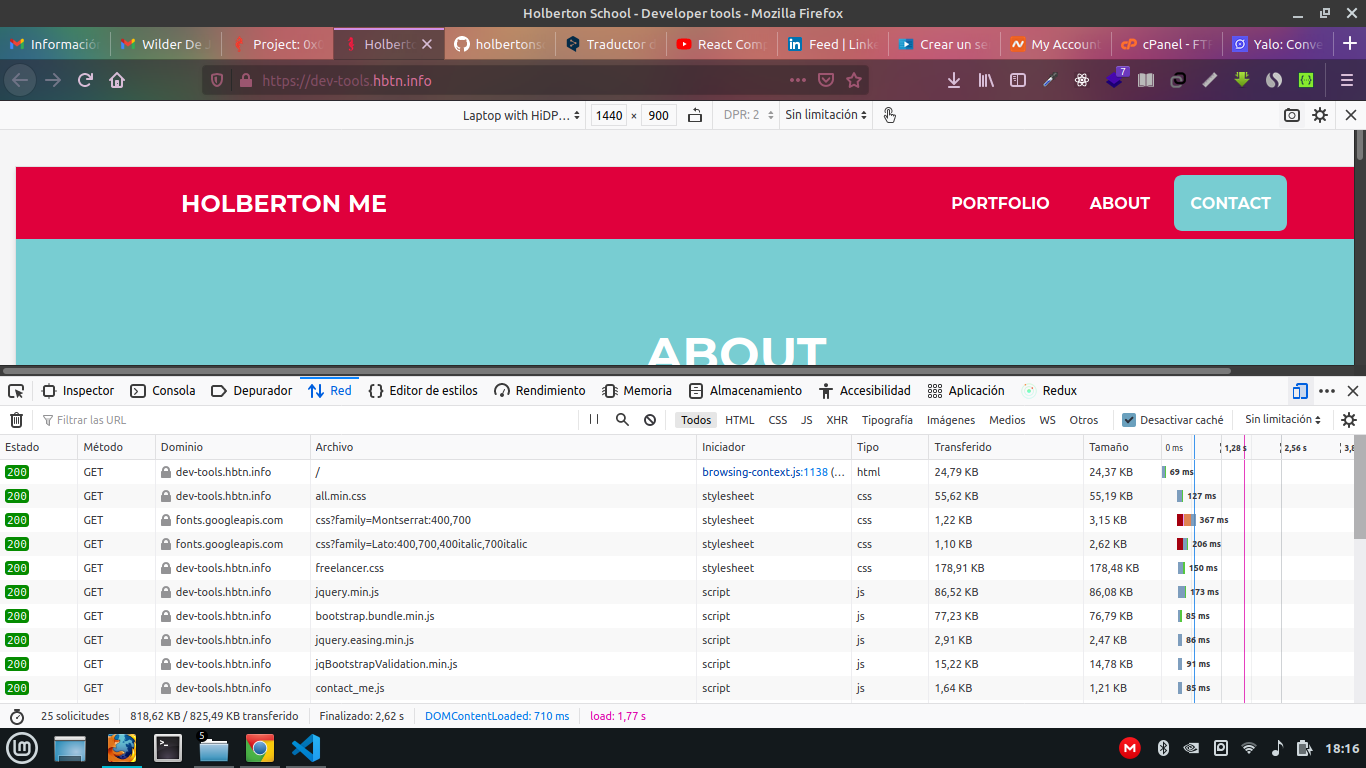 Holberton School - Developer tools - Mozilla Firefox
Informació Wilder De J Project: 0x0 Holberto holbertons Traductor d React Comp Feed | Linke Crear un se My Account cPanel - FTP Yalo: Conve
https://dev-tools.hbtn.info 7
Laptop with HiDP... 1440 × 900 DPR: 2 Sin limitación
HOLBERTON ME PORTFOLIO ABOUT CONTACT
ABOUT
Inspector Consola Depurador Red Editor de estilos Rendimiento Memoria Almacenamiento Accesibilidad Aplicación Redux
Filtrar las URL Todos HTML CSS JS XHR Tipografía Imágenes Medios WS Otros Desactivar caché Sin limitación
Estado Método Dominio Archivo Iniciador Tipo Transferido Tamaño 0 ms 1,28 s 2,56 s 3,8
200 GET dev-tools.hbtn.info / browsing-context.js:1138 (... html 24,79 KB 24,37 KB 69 ms
200 GET dev-tools.hbtn.info all.min.css stylesheet css 55,62 KB 55,19 KB 127 ms
200 GET fonts.googleapis.com css?family=Montserrat:400,700 stylesheet css 1,22 KB 3,15 KB 367 ms
200 GET fonts.googleapis.com css?family=Lato:400,700,400italic,700italic stylesheet css 1,10 KB 2,62 KB 206 ms
200 GET dev-tools.hbtn.info freelancer.css stylesheet css 178,91 KB 178,48 KB 150 ms
200 GET dev-tools.hbtn.info jquery.min.js script js 86,52 KB 86,08 KB 173 ms
200 GET dev-tools.hbtn.info bootstrap.bundle.min.js script js 77,23 KB 76,79 KB 85 ms
200 GET dev-tools.hbtn.info jquery.easing.min.js script js 2,91 KB 2,47 KB 86 ms
200 GET dev-tools.hbtn.info jqBootstrapValidation.min.js script js 15,22 KB 14,78 KB 91 ms
200 GET dev-tools.hbtn.info contact_me.js script js 1,64 KB 1,21 KB 85 ms
25 solicitudes 818,62 KB / 825,49 KB transferido Finalizado: 2,62 s DOMContentLoaded: 710 ms load: 1,77 s
5 18:16